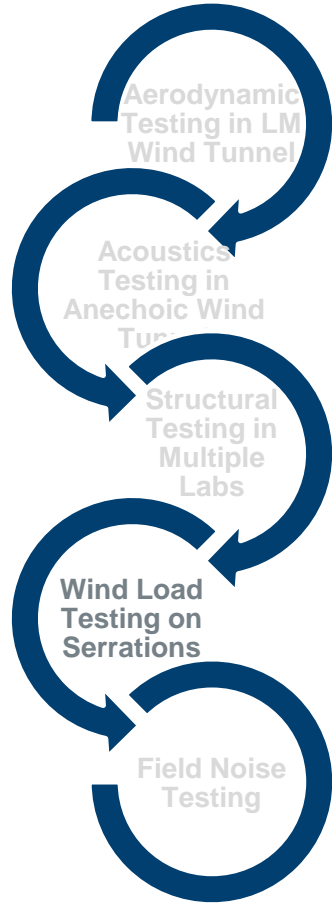 Aerodynamic
Testing in LM
Wind Tunnel
Acoustics
Testing in
Anechoic Wind
Structural
Testing in
Multiple
Labs
Wind Load
Testing on
Serrations
Field Noise
Testing